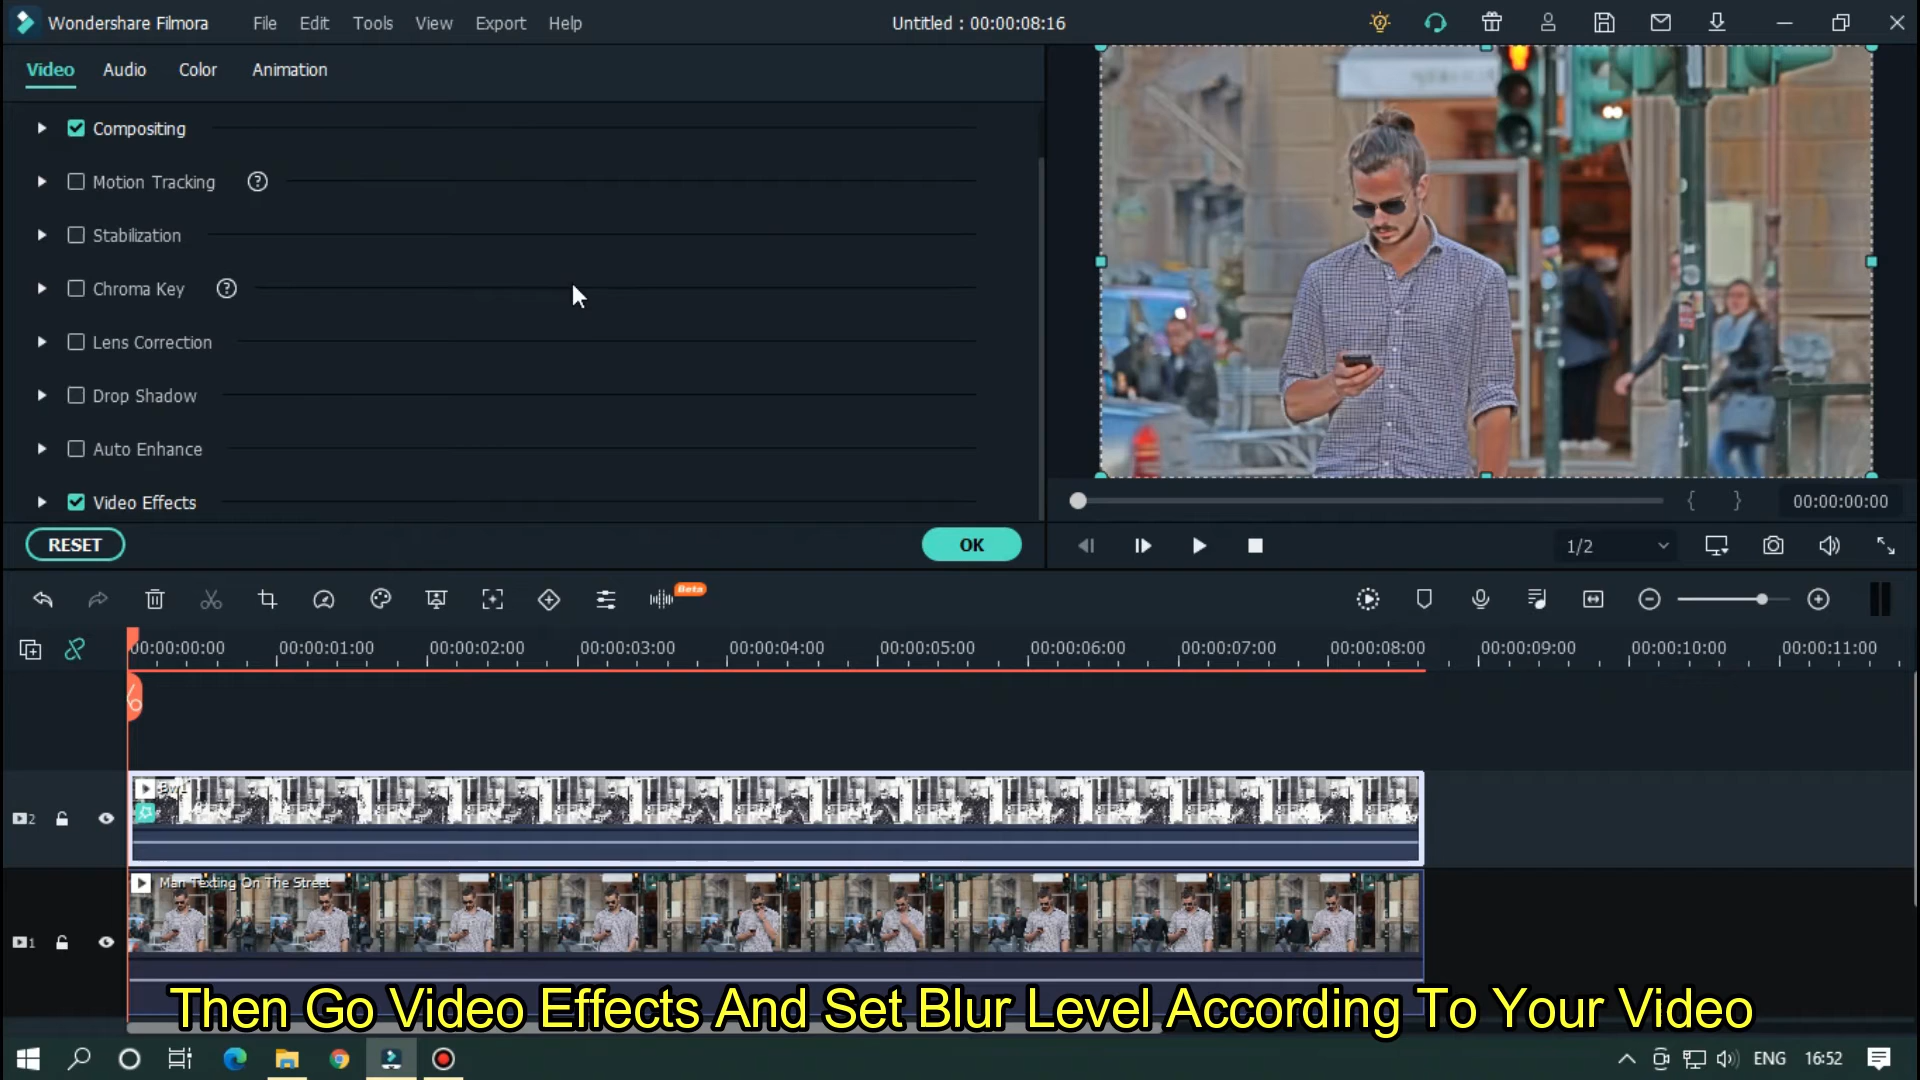 Wondershare Filmora File Edit Tools View Export Help Untitled : 00:00:08:16
Video Audio Color Animation
Compositing
Motion Tracking ?
Stabilization
Chroma Key ?
Lens Correction
Drop Shadow
Auto Enhance
Video Effects
{ } 00:00:00:00
RESET OK
1/2
Beta
00:00:00:00 00:00:01:00 00:00:02:00 00:00:03:00 00:00:04:00 00:00:05:00 00:00:06:00 00:00:07:00 00:00:08:00 00:00:09:00 00:00:10:00 00:00:11:00
2
Man Texting On The Street
1
Then Go Video Effects And Set Blur Level According To Your Video
ENG 16:52